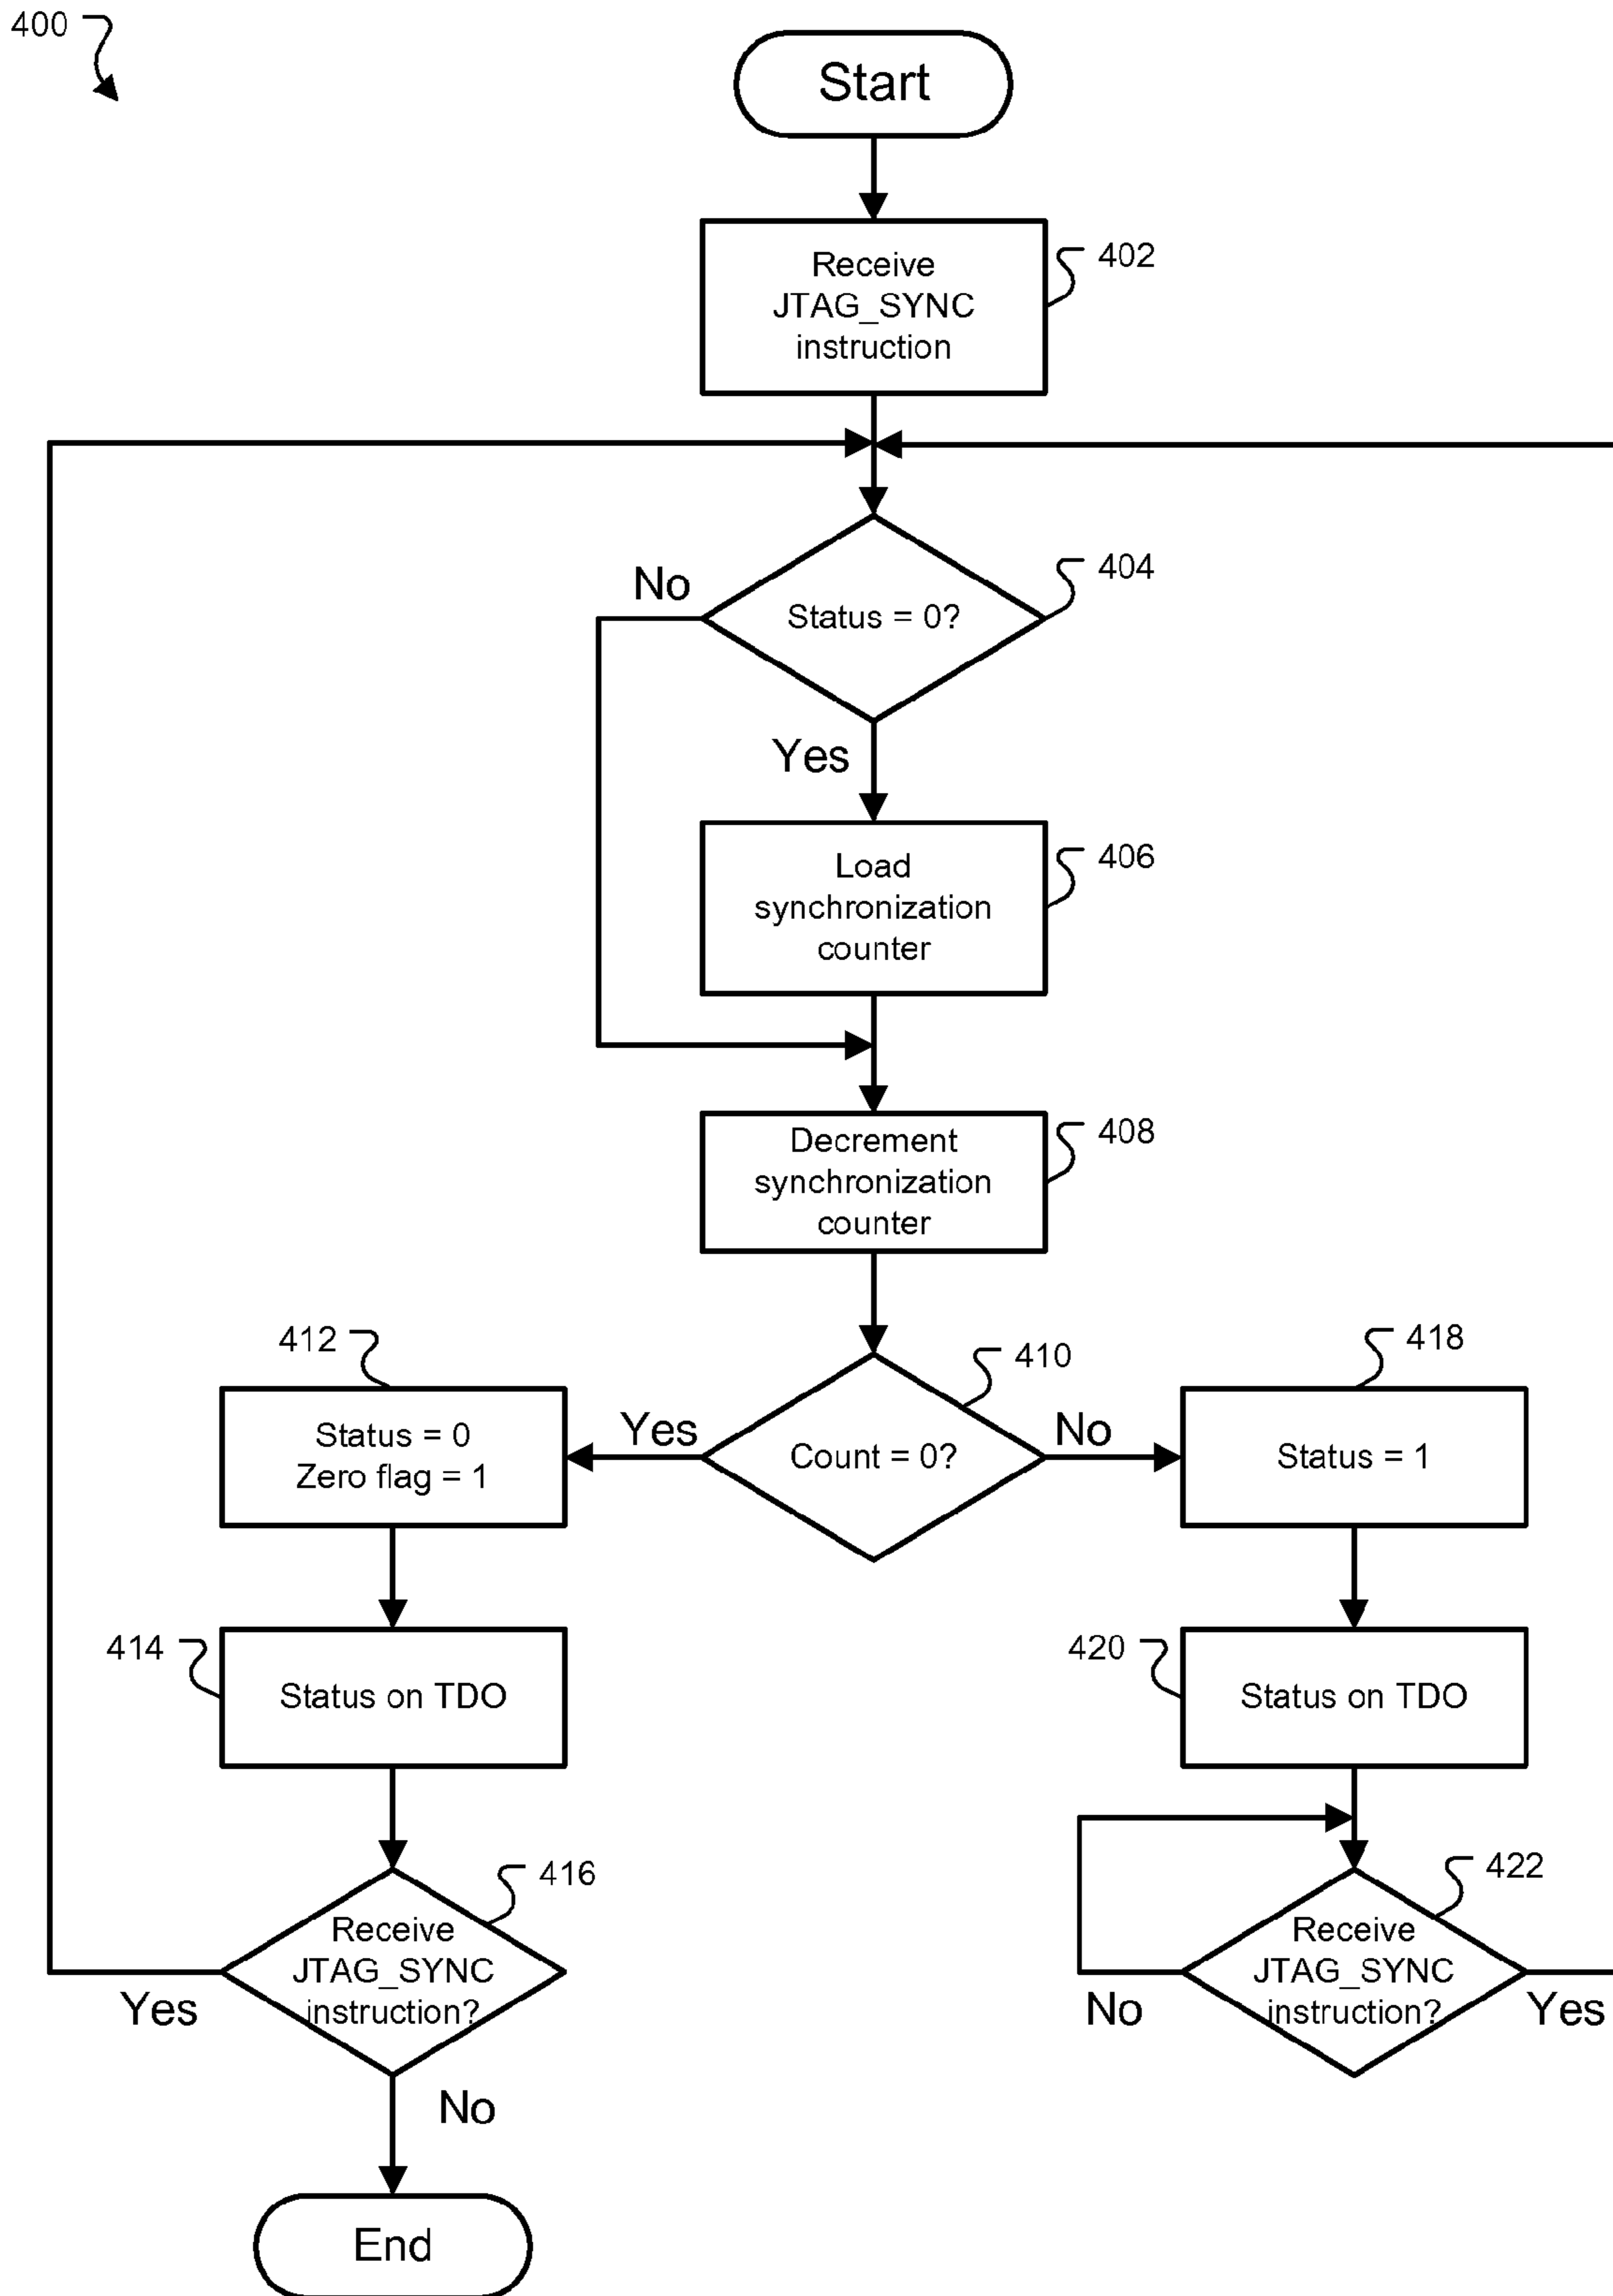 400
Start
Receive
JTAG_SYNC
instruction
402
No
Status = 0?
404
Yes
Load
synchronization
counter
406
Decrement
synchronization
counter
408
412
Status = 0
Zero flag = 1
Yes
Count = 0?
410
No
418
Status = 1
414
Status on TDO
420
Status on TDO
416
Receive
JTAG_SYNC
instruction?
Yes
No
422
Receive
JTAG_SYNC
instruction?
No
Yes
End